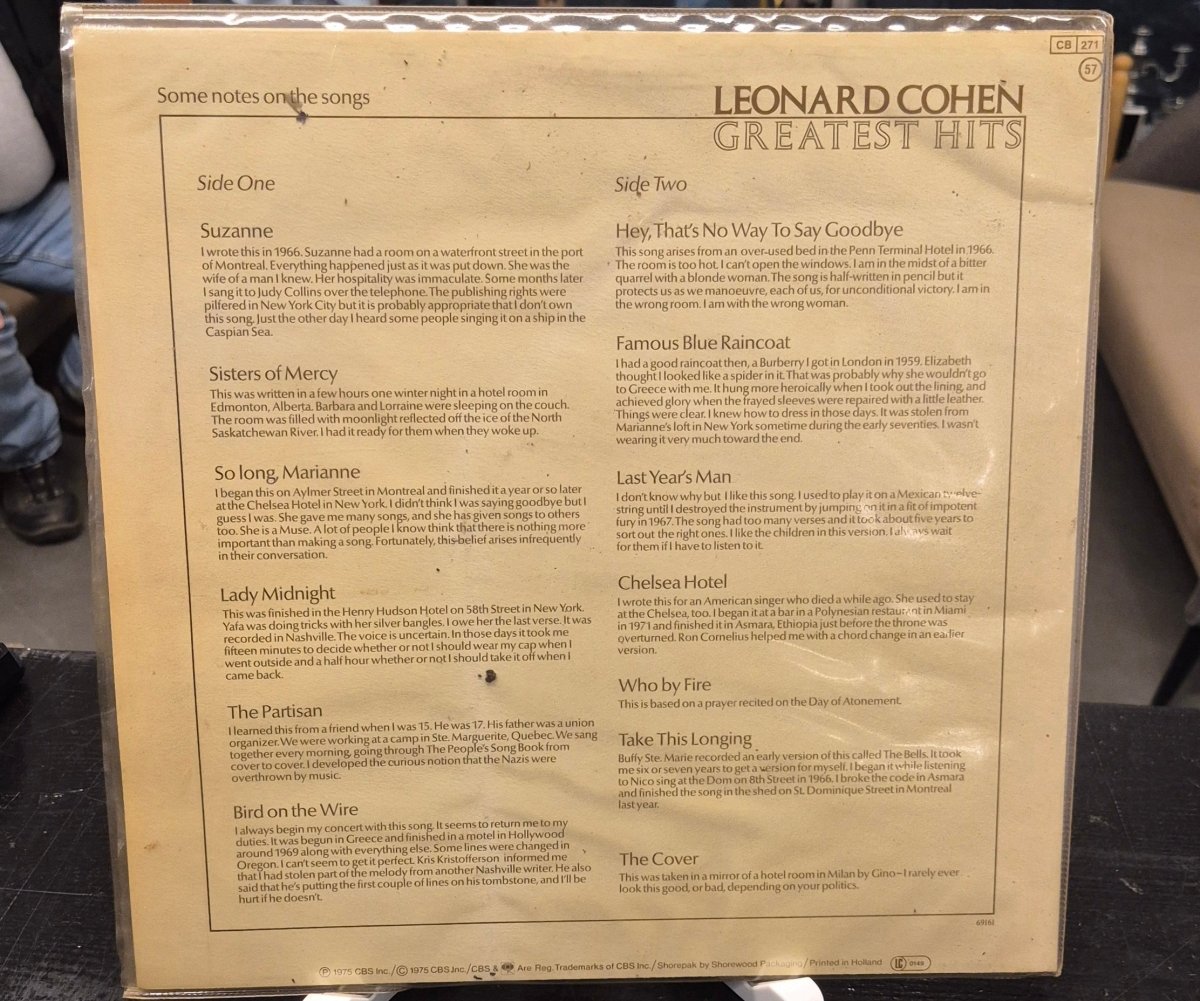 CB 271
57
Some notes on the songs
LEONARD COHEN
GREATEST HITS
Side One
Suzanne
I wrote this in 1966. Suzanne had a room on a waterfront street in the port
of Montreal. Everything happened just as it was put down. She was the
wife of a man I knew. Her hospitality was immaculate. Some months later
I sang it to Judy Collins over the telephone. The publishing rights were
pilfered in New York City but it is probably appropriate that I don't own
this song. Just the other day I heard some people singing it on a ship in the
Caspian Sea.
Sisters of Mercy
This was written in a few hours one winter night in a hotel room in
Edmonton, Alberta. Barbara and Lorraine were sleeping on the couch.
The room was filled with moonlight reflected off the ice of the North
Saskatchewan River. I had it ready for them when they woke up.
So long, Marianne
I began this on Aylmer Street in Montreal and finished it a year or so later
at the Chelsea Hotel in New York. I didn't think I was saying goodbye but I
guess I was. She gave me many songs, and she has given songs to others
too. She is a Muse. A lot of people I know think that there is nothing more
important than making a song. Fortunately, this belief arises infrequently
in their conversation.
Lady Midnight
This was finished in the Henry Hudson Hotel on 58th Street in New York.
Yafa was doing tricks with her silver bangles. I owe her the last verse. It was
recorded in Nashville. The voice is uncertain. In those days it took me
fifteen minutes to decide whether or not I should wear my cap when I
went outside and a half hour whether or not I should take it off when I
came back.
The Partisan
I learned this from a friend when I was 15. He was 17. His father was a union
organizer. We were working at a camp in Ste. Marguerite, Quebec. We sang
together every morning, going through The People's Song Book from
cover to cover. I developed the curious notion that the Nazis were
overthrown by music.
Bird on the Wire
I always begin my concert with this song. It seems to return me to my
duties. It was begun in Greece and finished in a motel in Hollywood
around 1969 along with everything else. Some lines were changed in
Oregon. I can't seem to get it perfect. Kris Kristofferson informed me
that I had stolen part of the melody from another Nashville writer. He also
said that he's putting the first couple of lines on his tombstone, and I'll be
hurt if he doesn't.
Side Two
Hey, That's No Way To Say Goodbye
This song arises from an over-used bed in the Penn Terminal Hotel in 1966.
The room is too hot. I can't open the windows. I am in the midst of a bitter
quarrel with a blonde woman. The song is half-written in pencil but it
protects us as we manoeuvre, each of us, for unconditional victory. I am in
the wrong room. I am with the wrong woman.
Famous Blue Raincoat
I had a good raincoat then, a Burberry I got in London in 1959. Elizabeth
thought I looked like a spider in it. That was probably why she wouldn't go
to Greece with me. It hung more heroically when I took out the lining, and
achieved glory when the frayed sleeves were repaired with a little leather.
Things were clear. I knew how to dress in those days. It was stolen from
Marianne's loft in New York sometime during the early seventies. I wasn't
wearing it very much toward the end.
Last Year's Man
I don't know why but I like this song. I used to play it on a Mexican twelve-
string until I destroyed the instrument by jumping on it in a fit of impotent
fury in 1967. The song had too many verses and it took about five years to
sort out the right ones. I like the children in this version. I always wait
for them if I have to listen to it.
Chelsea Hotel
I wrote this for an American singer who died a while ago. She used to stay
at the Chelsea, too. I began it at a bar in a Polynesian restaurant in Miami
in 1971 and finished it in Asmara, Ethiopia just before the throne was
overturned. Ron Cornelius helped me with a chord change in an earlier
version.
Who by Fire
This is based on a prayer recited on the Day of Atonement.
Take This Longing
Buffy Ste. Marie recorded an early version of this called The Bells. It took
me six or seven years to get a version for myself. I began it while listening
to Nico sing at the Dom on 8th Street in 1966. I broke the code in Asmara
and finished the song in the shed on St. Dominique Street in Montreal
last year.
The Cover
This was taken in a mirror of a hotel room in Milan by Gino–I rarely ever
look this good, or bad, depending on your politics.
69161
Ⓟ 1975 CBS Inc./© 1975 CBS Inc./CBS & Are Reg. Trademarks of CBS Inc./Shorepak by Shorewood Packaging/Printed in Holland LC 0149